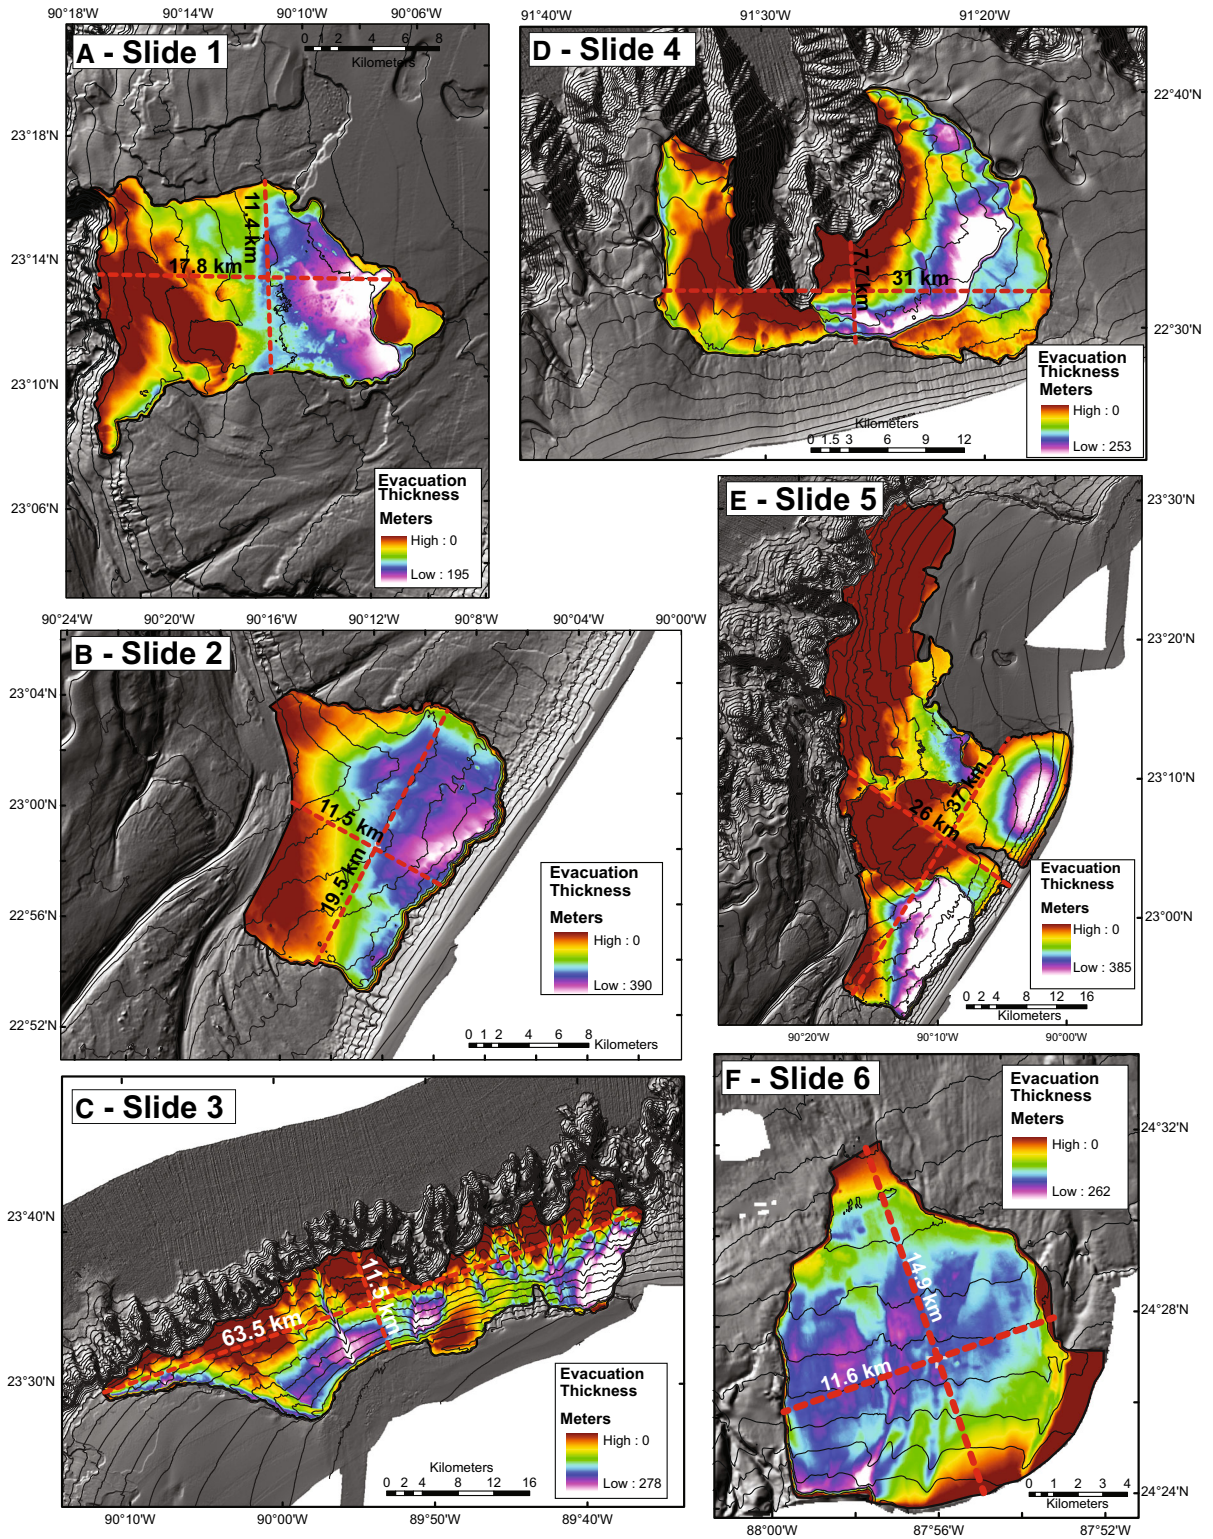 90°18'W 90°14'W 90°10'W 90°06'W
A - Slide 1
0 1 2 4 6 8
Kilometers
23°18'N
23°14'N
23°10'N
23°06'N
11.4 km
17.8 km
Evacuation
Thickness
Meters
High : 0
Low : 195
91°40'W 91°30'W 91°20'W
D - Slide 4
22°40'N
22°30'N
7.7 km
31 km
Evacuation
Thickness
Meters
High : 0
Low : 253
Kilometers
0 1.5 3 6 9 12
90°24'W 90°20'W 90°16'W 90°12'W 90°08'W 90°04'W 90°00'W
B - Slide 2
23°04'N
23°00'N
22°56'N
22°52'N
11.5 km
19.5 km
Evacuation
Thickness
Meters
High : 0
Low : 390
0 1 2 4 6 8
Kilometers
E - Slide 5
23°30'N
23°20'N
23°10'N
23°00'N
37 km
26 km
Evacuation
Thickness
Meters
High : 0
Low : 385
0 2 4 8 12 16
Kilometers
90°20'W 90°10'W 90°00'W
C - Slide 3
23°40'N
23°30'N
11.5 km
63.5 km
Evacuation
Thickness
Meters
High : 0
Low : 278
Kilometers
0 2 4 8 12 16
90°10'W 90°00'W 89°50'W 89°40'W
F - Slide 6
Evacuation
Thickness
Meters
High : 0
Low : 262
24°32'N
24°28'N
24°24'N
14.9 km
11.6 km
0 1 2 3 4
Kilometers
88°00'W 87°56'W 87°52'W